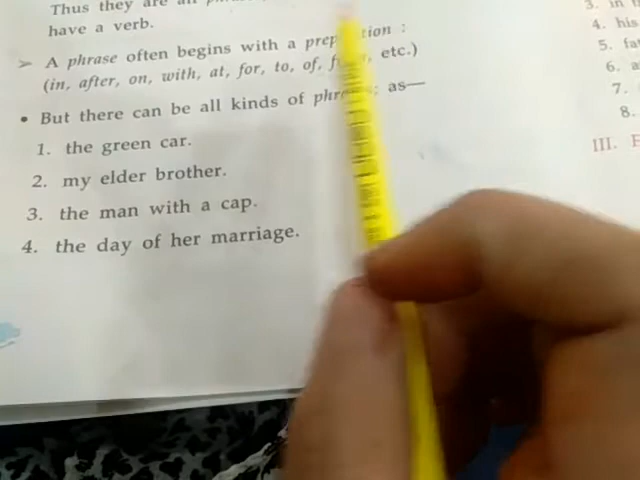 Thus they are all
have a verb.
➢ A phrase often begins with a preposition :
(in, after, on, with, at, for, to, of, from, etc.)
• But there can be all kinds of phrases; as—
1. the green car.
2. my elder brother.
3. the man with a cap.
4. the day of her marriage.
3. in
4. his
5.
6.
7.
8.
III.